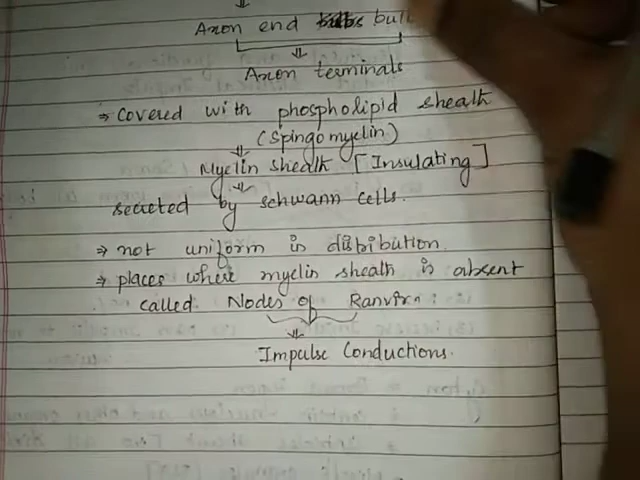 Axon end bulb
Axon terminals
⇒ covered with phospholipid sheath
(Spingomyelin)
Myelin sheath [Insulating]
secreted by schwann cells.
⇒ not uniform in distribution.
⇒ places where myelin sheath is absent
called Nodes of
Impulse Conductions.